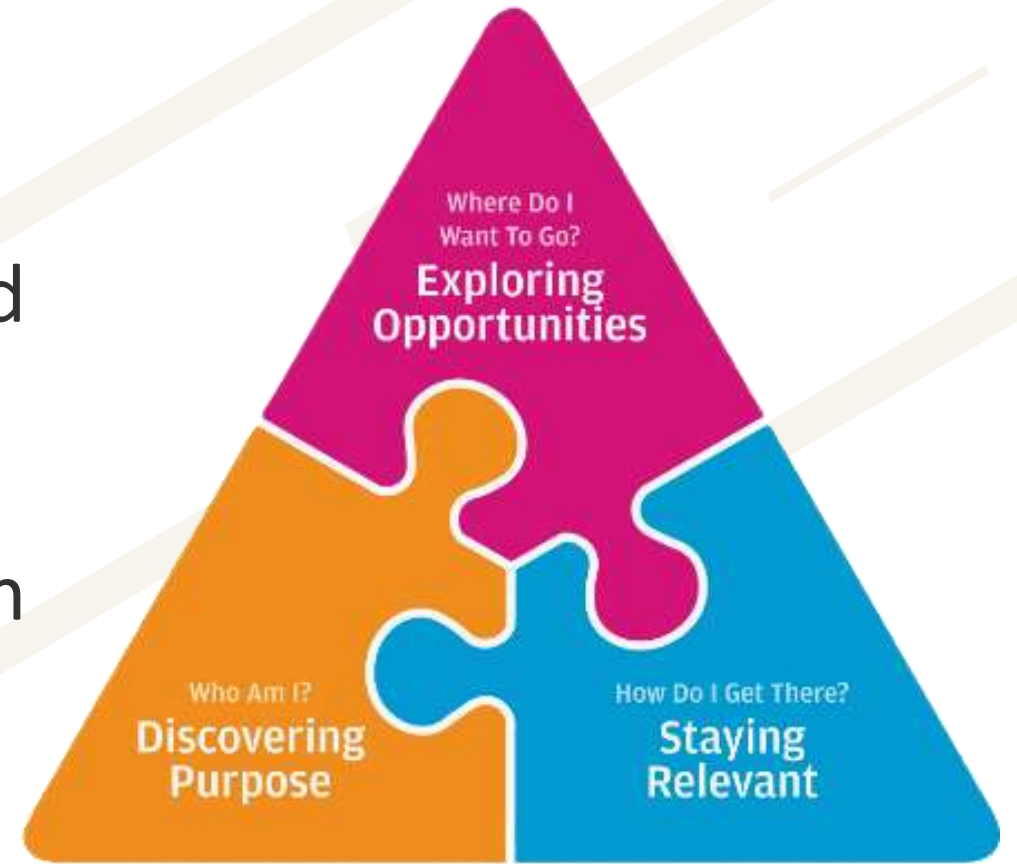 Where Do I
Want To Go?
Exploring
Opportunities
Who Am I?
Discovering
Purpose
How Do I Get There?
Staying
Relevant